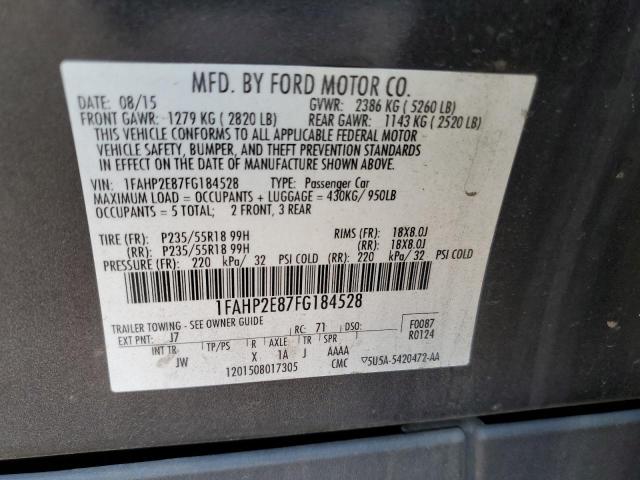 MFD. BY FORD MOTOR CO.
DATE: 08/15 GVWR: 2386 KG (5260 LB)
FRONT GAWR: 1279 KG (2820 LB) REAR GAWR: 1143 KG (2520 LB)
THIS VEHICLE CONFORMS TO ALL APPLICABLE FEDERAL MOTOR
VEHICLE SAFETY, BUMPER, AND THEFT PREVENTION STANDARDS
IN EFFECT ON THE DATE OF MANUFACTURE SHOWN ABOVE.
VIN: 1FAHP2E87FG184528 TYPE: Passenger Car
MAXIMUM LOAD = OCCUPANTS + LUGGAGE = 430KG/950LB
OCCUPANTS = 5 TOTAL; 2 FRONT, 3 REAR
TIRE (FR): P235/55R18 99H RIMS (FR): 18X8.0J
(RR): P235/55R18 99H (RR): 18X8.0J
PRESSURE (FR): 220 kPa/ 32 PSI COLD (RR): 220 kPa/ 32 PSI COLD
1FAHP2E87FG184528
TRAILER TOWING - SEE OWNER GUIDE
EXT PNT: J7 RC: 71 DSO: F0087
R0124
INT TR TP/PS R AXLE TR SPR
JW X 1A J AAAA
1201508017305 CMC ▽5U5A-5420472-AA